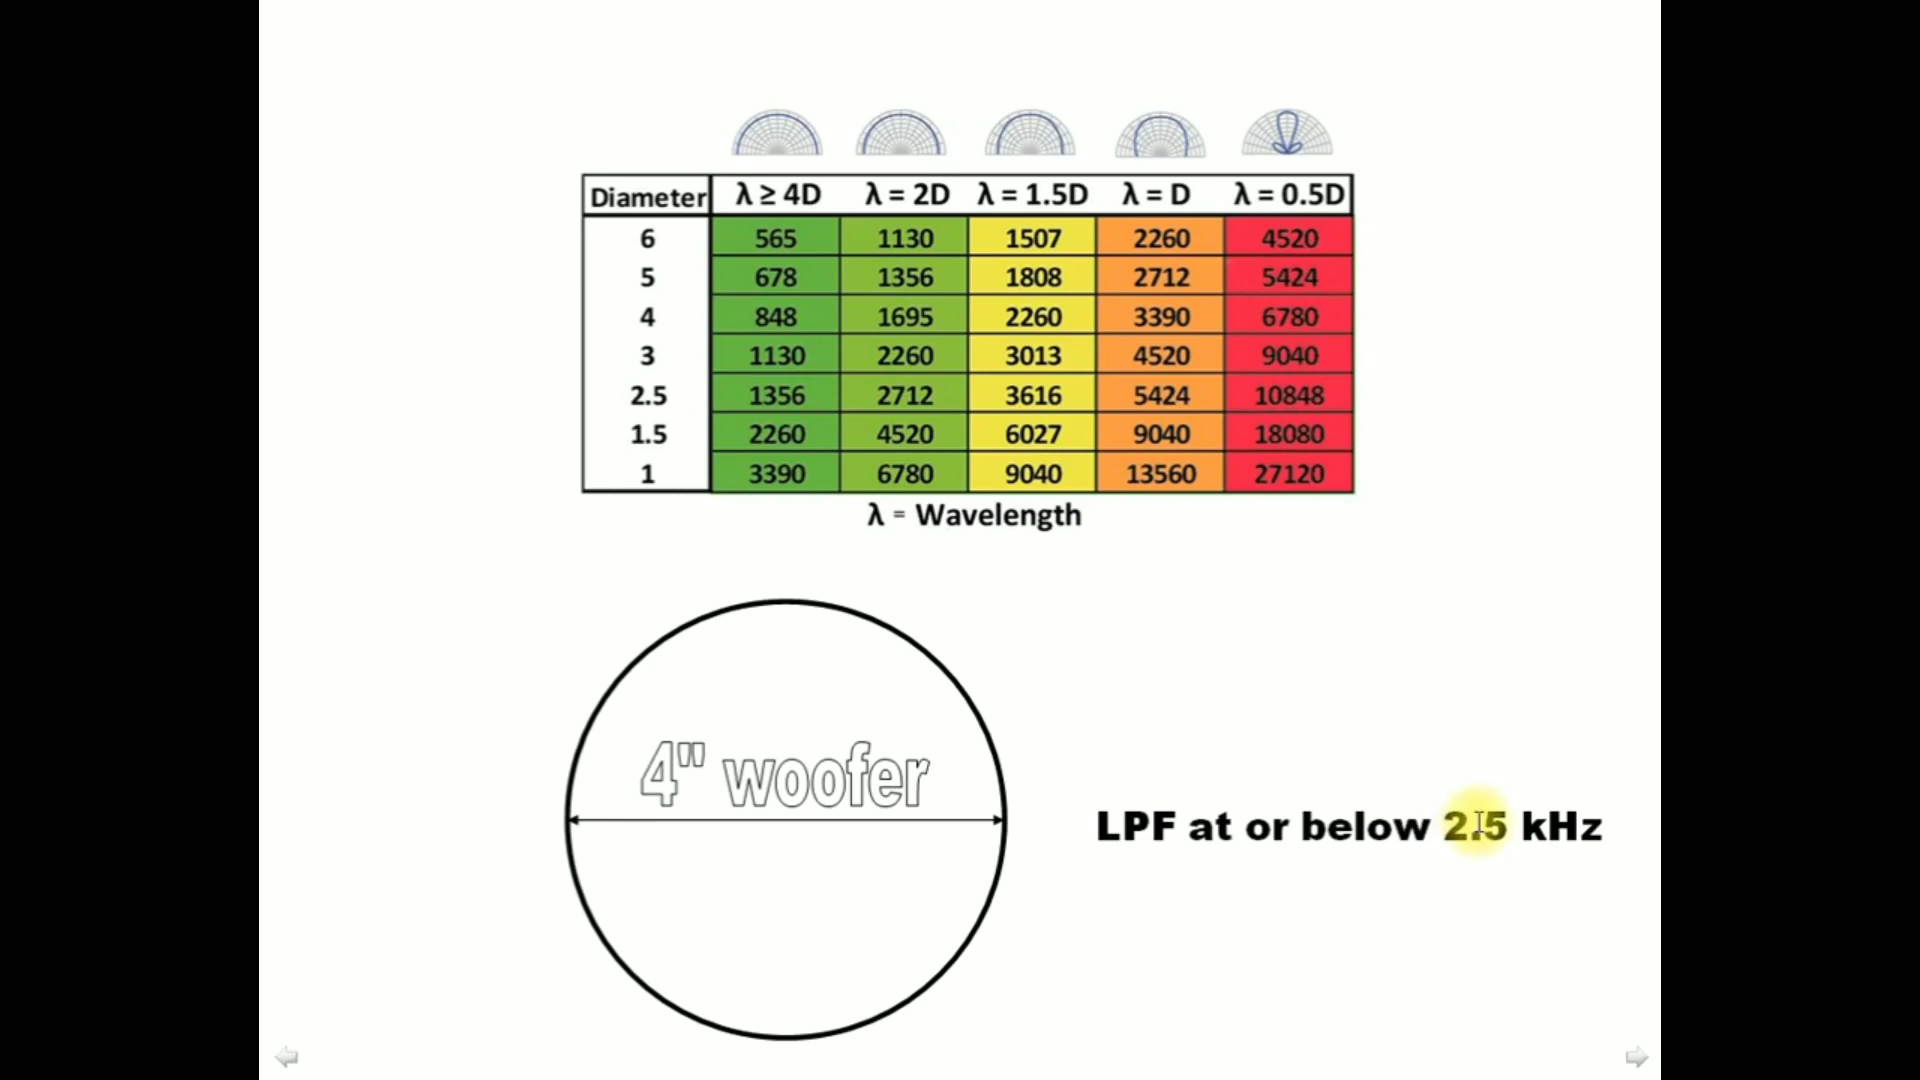 Diameter λ ≥ 4D λ = 2D λ = 1.5D λ = D λ = 0.5D
6 565 1130 1507 2260 4520
5 678 1356 1808 2712 5424
4 848 1695 2260 3390 6780
3 1130 2260 3013 4520 9040
2.5 1356 2712 3616 5424 10848
1.5 2260 4520 6027 9040 18080
1 3390 6780 9040 13560 27120
λ = Wavelength
4" woofer
LPF at or below 2.5 kHz